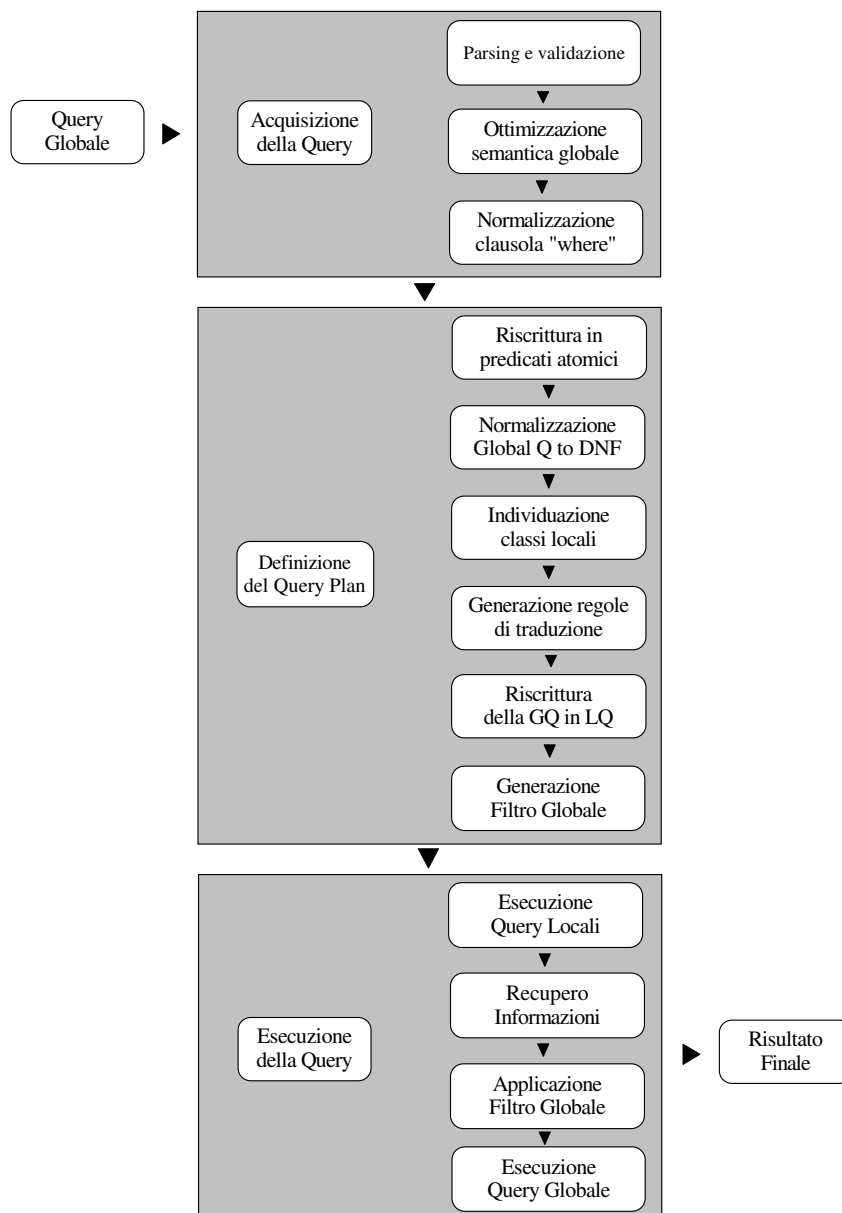 Query
Globale
Acquisizione
della Query
Parsing e validazione
Ottimizzazione
semantica globale
Normalizzazione
clausola "where"
Definizione
del Query Plan
Riscrittura in
predicati atomici
Normalizzazione
Global Q to DNF
Individuazione
classi locali
Generazione regole
di traduzione
Riscrittura
della GQ in LQ
Generazione
Filtro Globale
Esecuzione
della Query
Esecuzione
Query Locali
Recupero
Informazioni
Applicazione
Filtro Globale
Esecuzione
Query Globale
Risultato
Finale